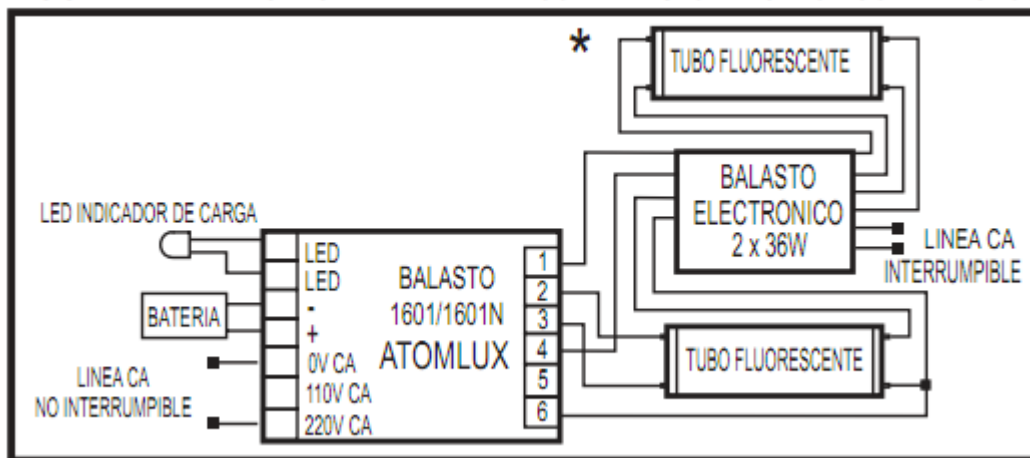 *
TUBO FLUORESCENTE
BALASTO
ELECTRONICO
2 x 36W
LINEA CA
INTERRUMPIBLE
LED INDICADOR DE CARGA
BATERIA
LINEA CA
NO INTERRUMPIBLE
LED
LED
-
+
0V CA
110V CA
220V CA
BALASTO
1601/1601N
ATOMLUX
1
2
3
4
5
6
TUBO FLUORESCENTE